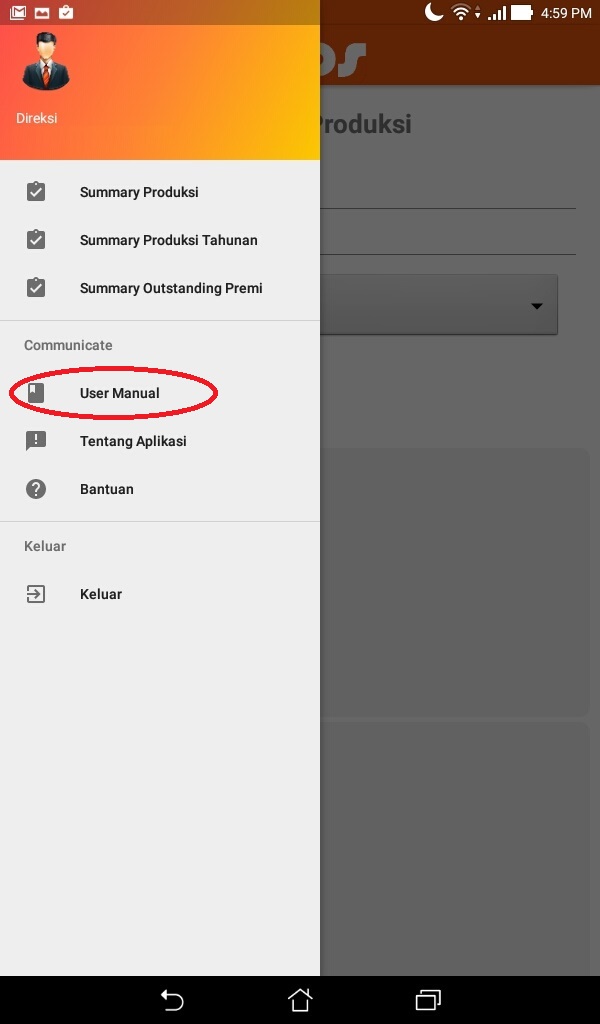 4:59 PM
Direksi
Summary Produksi
Summary Produksi Tahunan
Summary Outstanding Premi
Communicate
User Manual
Tentang Aplikasi
Bantuan
Keluar
Keluar
Produksi